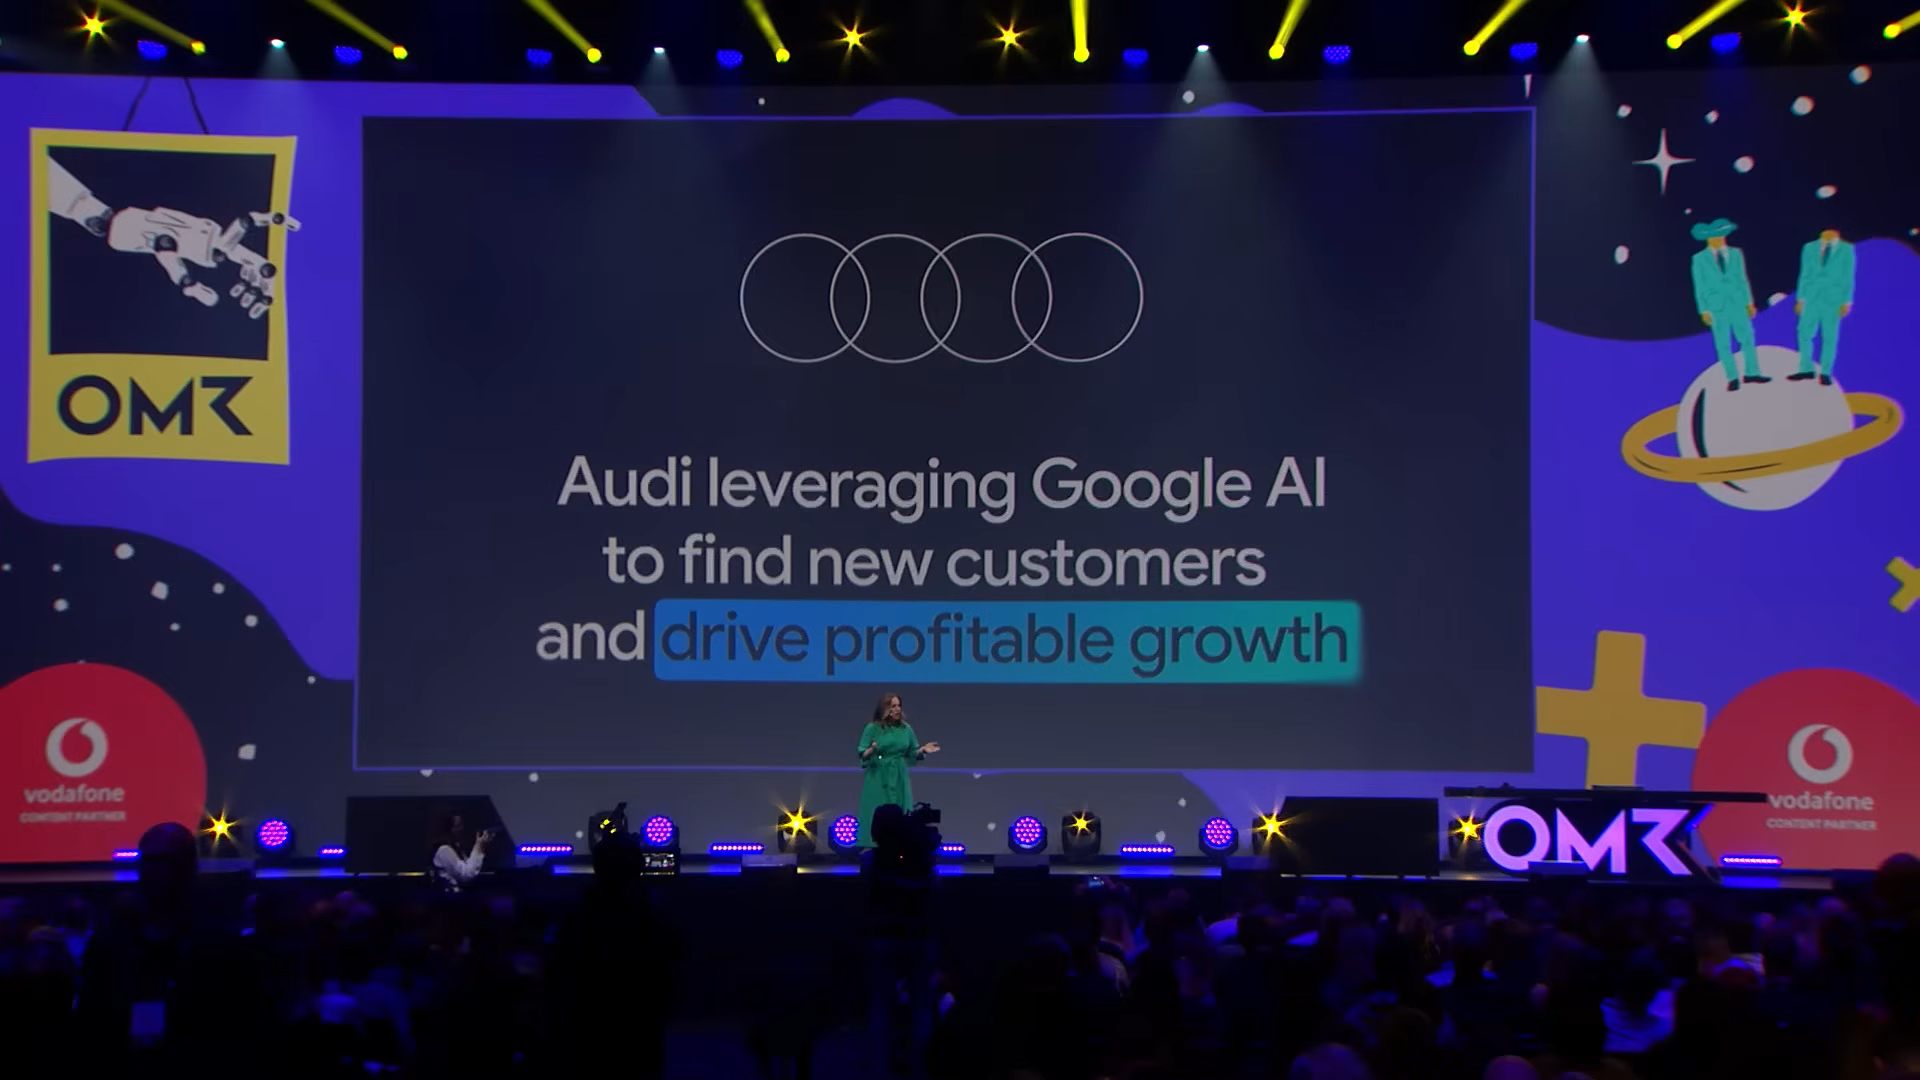 OMR
Audi leveraging Google AI
to find new customers
and drive profitable growth
vodafone
CONTENT PARTNER
OMR
vodafone
CONTENT PARTNER